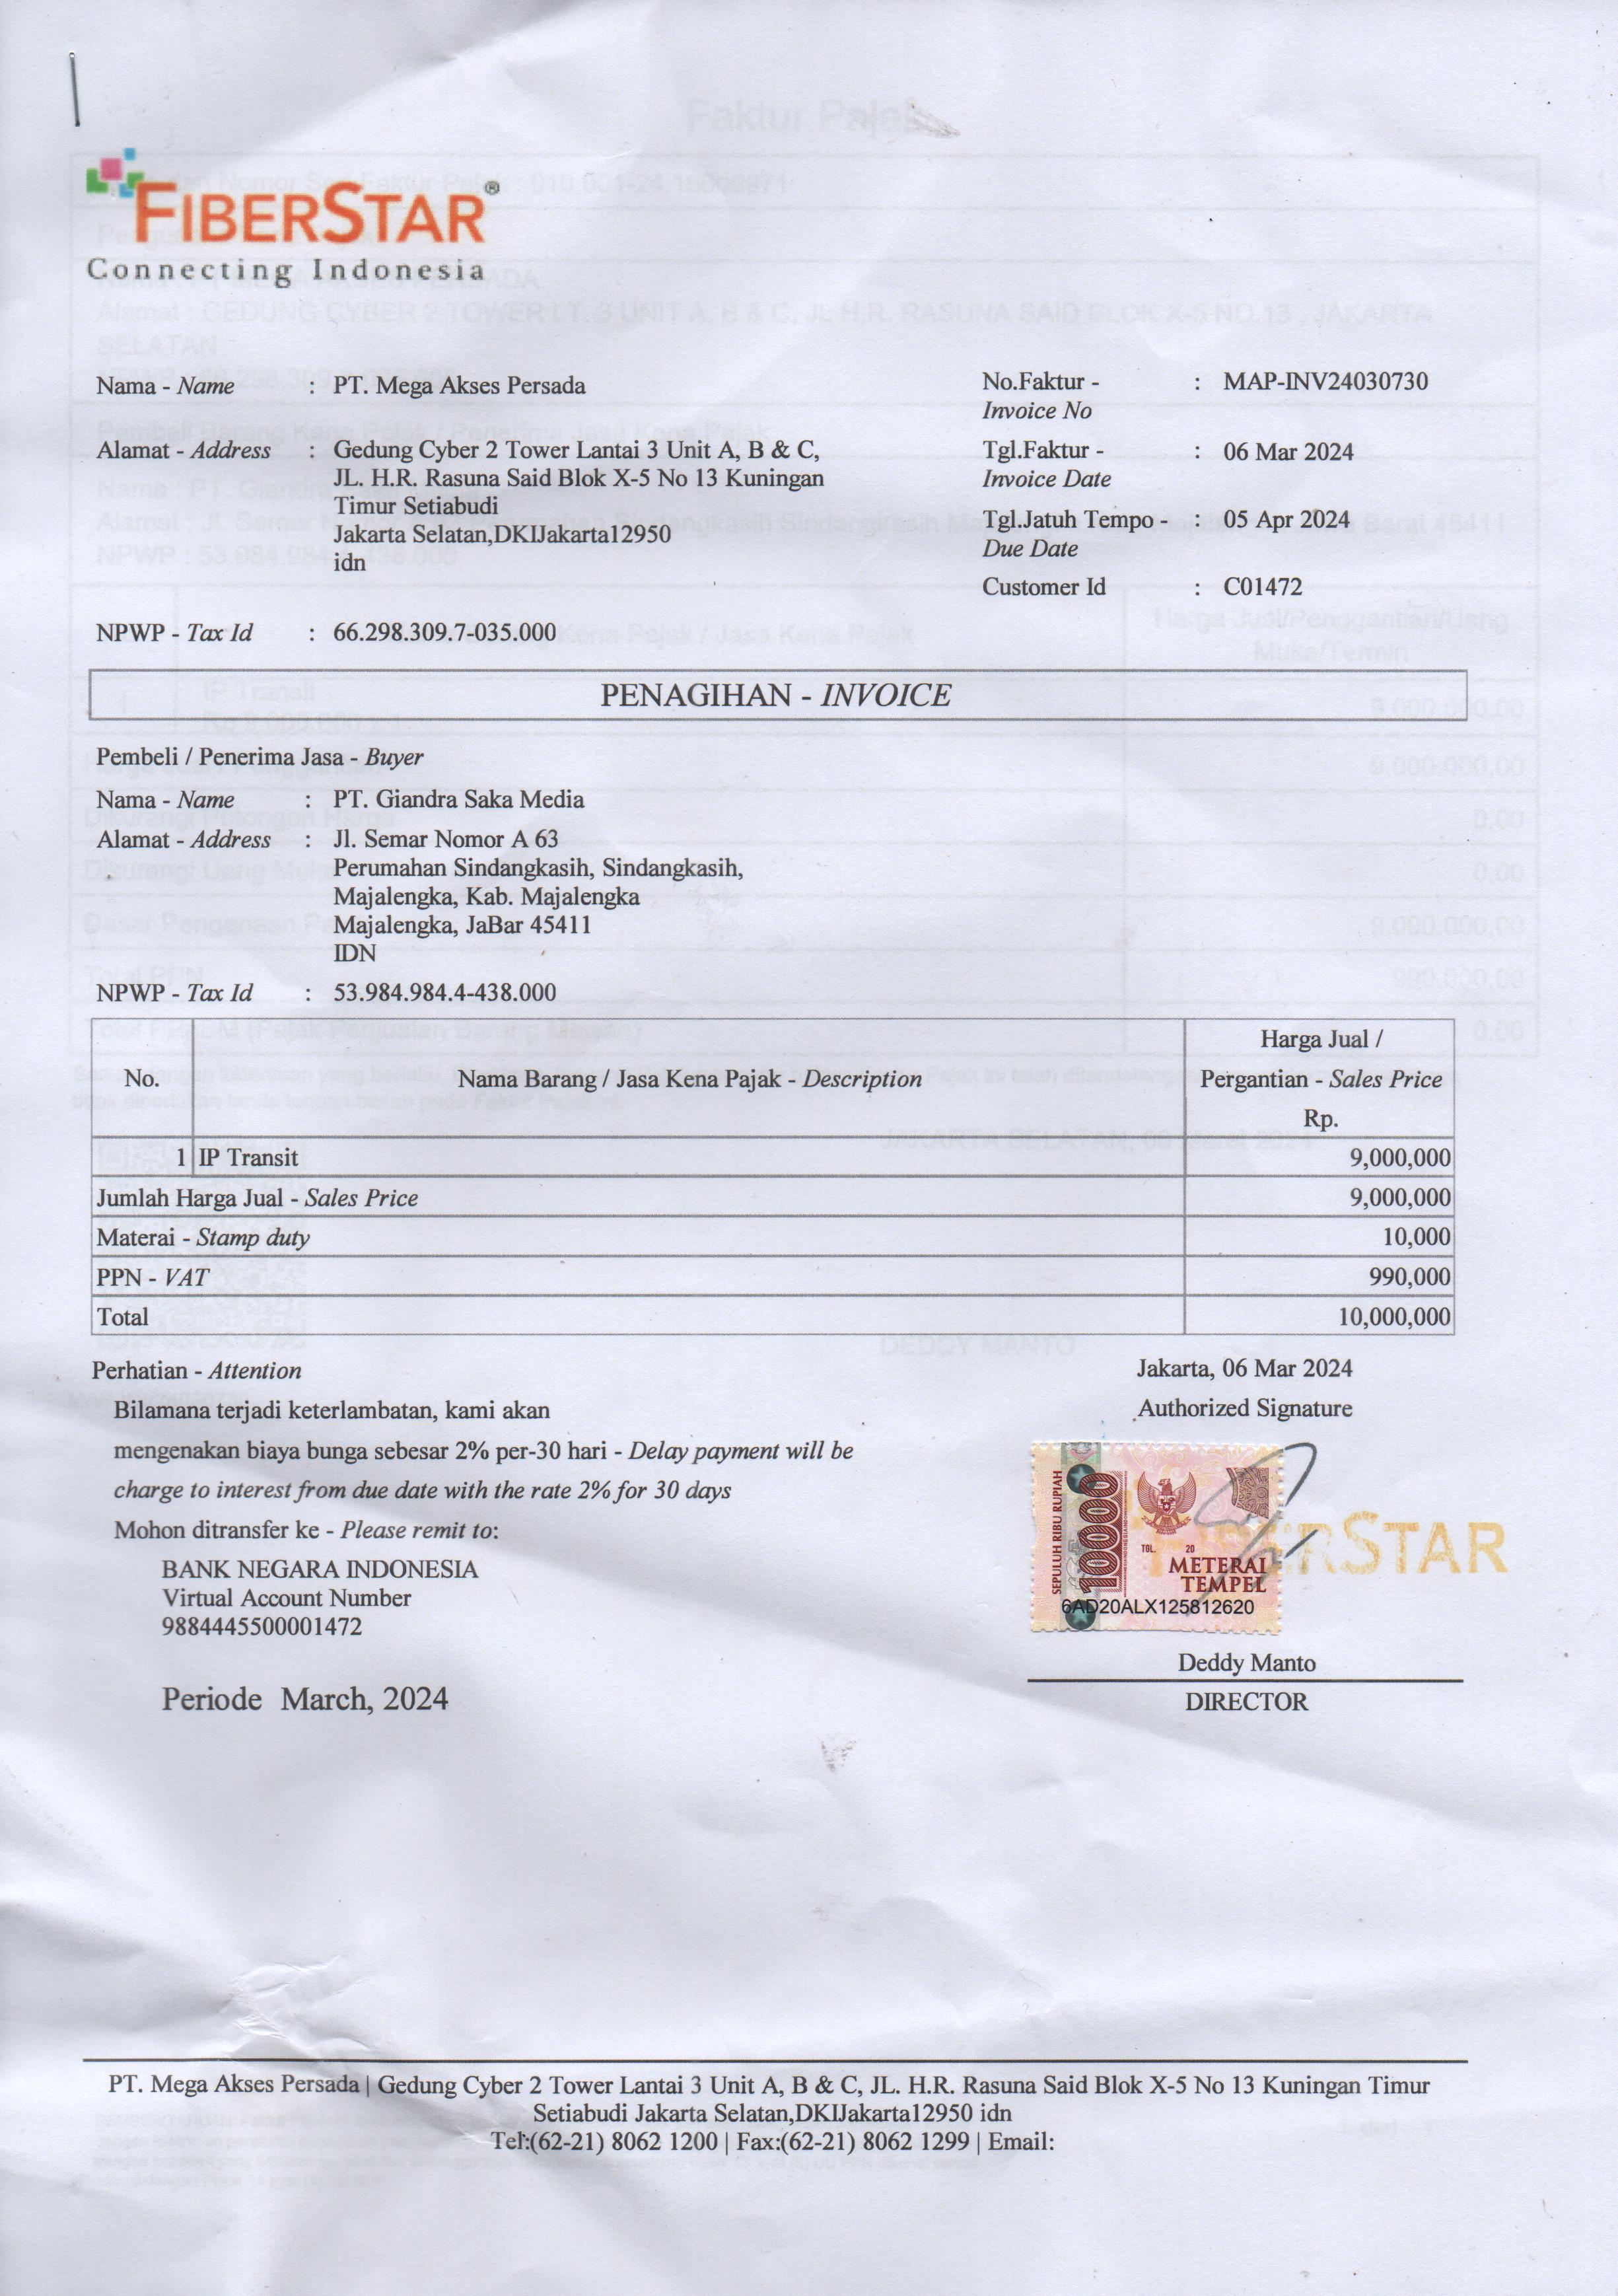 FIBERSTAR®
Connecting Indonesia
Nama - Name : PT. Mega Akses Persada
Alamat - Address : Gedung Cyber 2 Tower Lantai 3 Unit A, B & C,
JL. H.R. Rasuna Said Blok X-5 No 13 Kuningan
Timur Setiabudi
Jakarta Selatan,DKIJakarta12950
idn
NPWP - Tax Id : 66.298.309.7-035.000
No.Faktur - : MAP-INV24030730
Invoice No
Tgl.Faktur - : 06 Mar 2024
Invoice Date
Tgl.Jatuh Tempo - : 05 Apr 2024
Due Date
Customer Id : C01472
PENAGIHAN - INVOICE
Pembeli / Penerima Jasa - Buyer
Nama - Name : PT. Giandra Saka Media
Alamat - Address : Jl. Semar Nomor A 63
Perumahan Sindangkasih, Sindangkasih,
Majalengka, Kab. Majalengka
Majalengka, JaBar 45411
IDN
NPWP - Tax Id : 53.984.984.4-438.000
No. Nama Barang / Jasa Kena Pajak - Description Harga Jual /
Pergantian - Sales Price
Rp.
1 IP Transit 9,000,000
Jumlah Harga Jual - Sales Price 9,000,000
Materai - Stamp duty 10,000
PPN - VAT 990,000
Total 10,000,000
Perhatian - Attention
Bilamana terjadi keterlambatan, kami akan
mengenakan biaya bunga sebesar 2% per-30 hari - Delay payment will be
charge to interest from due date with the rate 2% for 30 days
Mohon ditransfer ke - Please remit to:
BANK NEGARA INDONESIA
Virtual Account Number
9884445500001472
Periode March, 2024
Jakarta, 06 Mar 2024
Authorized Signature
SEPULUH RIBU RUPIAH
10000
TGL. 20
METERAI
TEMPEL
6AD20ALX125812620
FIBERSTAR
Deddy Manto
DIRECTOR
PT. Mega Akses Persada | Gedung Cyber 2 Tower Lantai 3 Unit A, B & C, JL. H.R. Rasuna Said Blok X-5 No 13 Kuningan Timur
Setiabudi Jakarta Selatan,DKIJakarta12950 idn
Tel:(62-21) 8062 1200 | Fax:(62-21) 8062 1299 | Email: